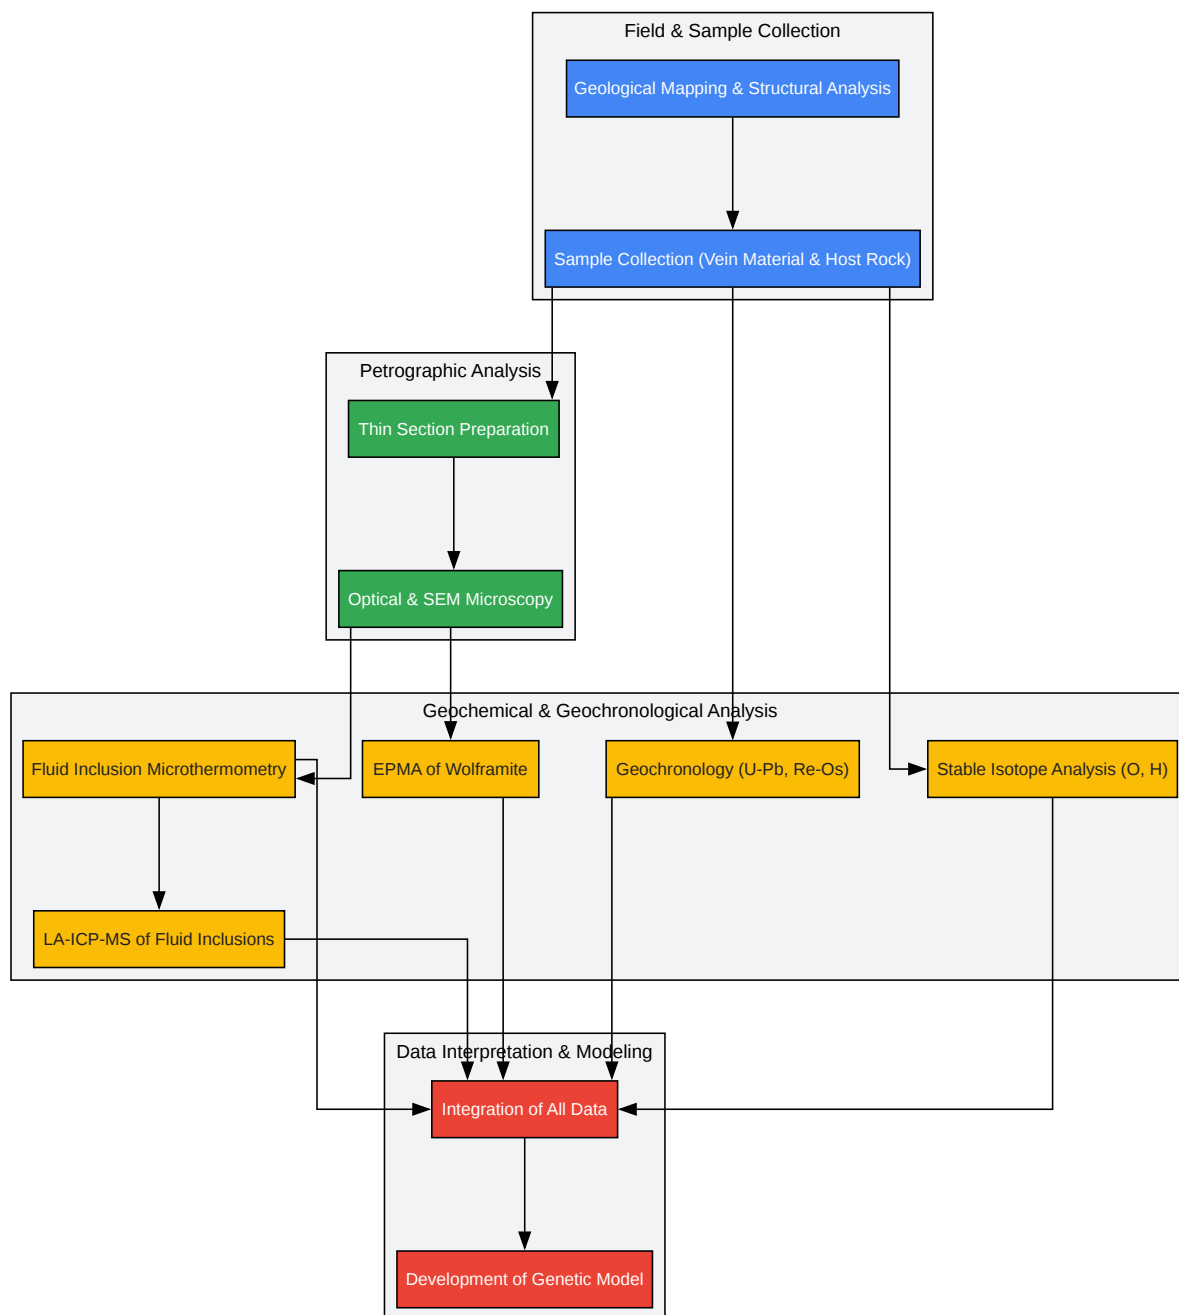 Field & Sample Collection
Geological Mapping & Structural Analysis
Sample Collection (Vein Material & Host Rock)
Petrographic Analysis
Thin Section Preparation
Optical & SEM Microscopy
Geochemical & Geochronological Analysis
Fluid Inclusion Microthermometry
EPMA of Wolframite
Geochronology (U-Pb, Re-Os)
Stable Isotope Analysis (O, H)
LA-ICP-MS of Fluid Inclusions
Data Interpretation & Modeling
Integration of All Data
Development of Genetic Model